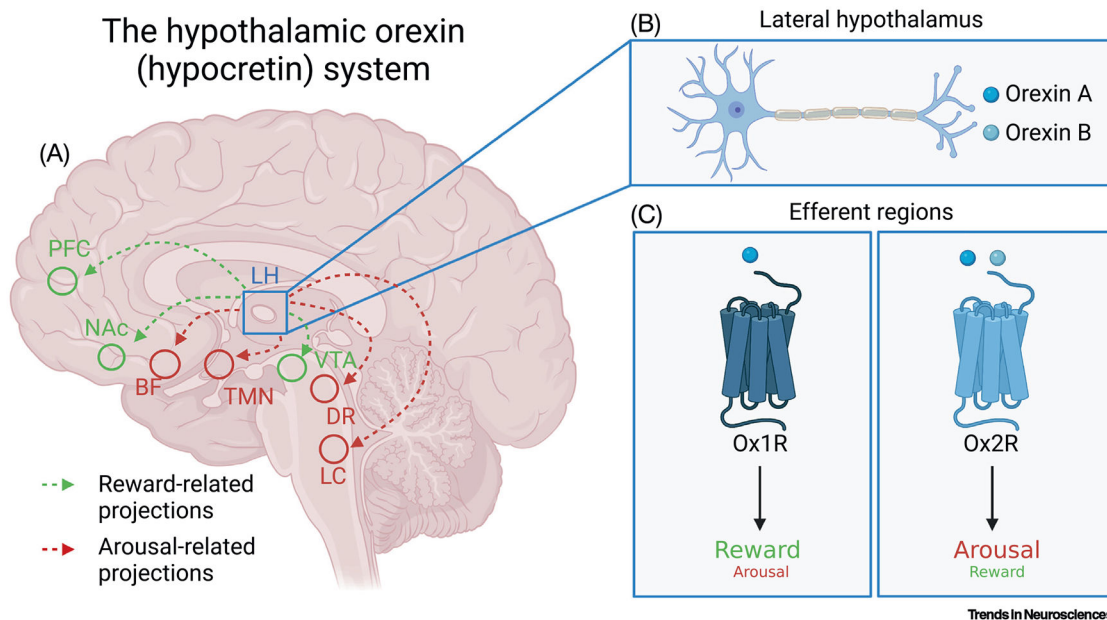 The hypothalamic orexin
(hypocretin) system
(A)
PFC
NAc
LH
BF
TMN
VTA
DR
LC
Reward-related
projections
Arousal-related
projections
(B)
Lateral hypothalamus
Orexin A
Orexin B
(C)
Efferent regions
Ox1R
Reward
Arousal
Ox2R
Arousal
Reward
Trends in Neurosciences